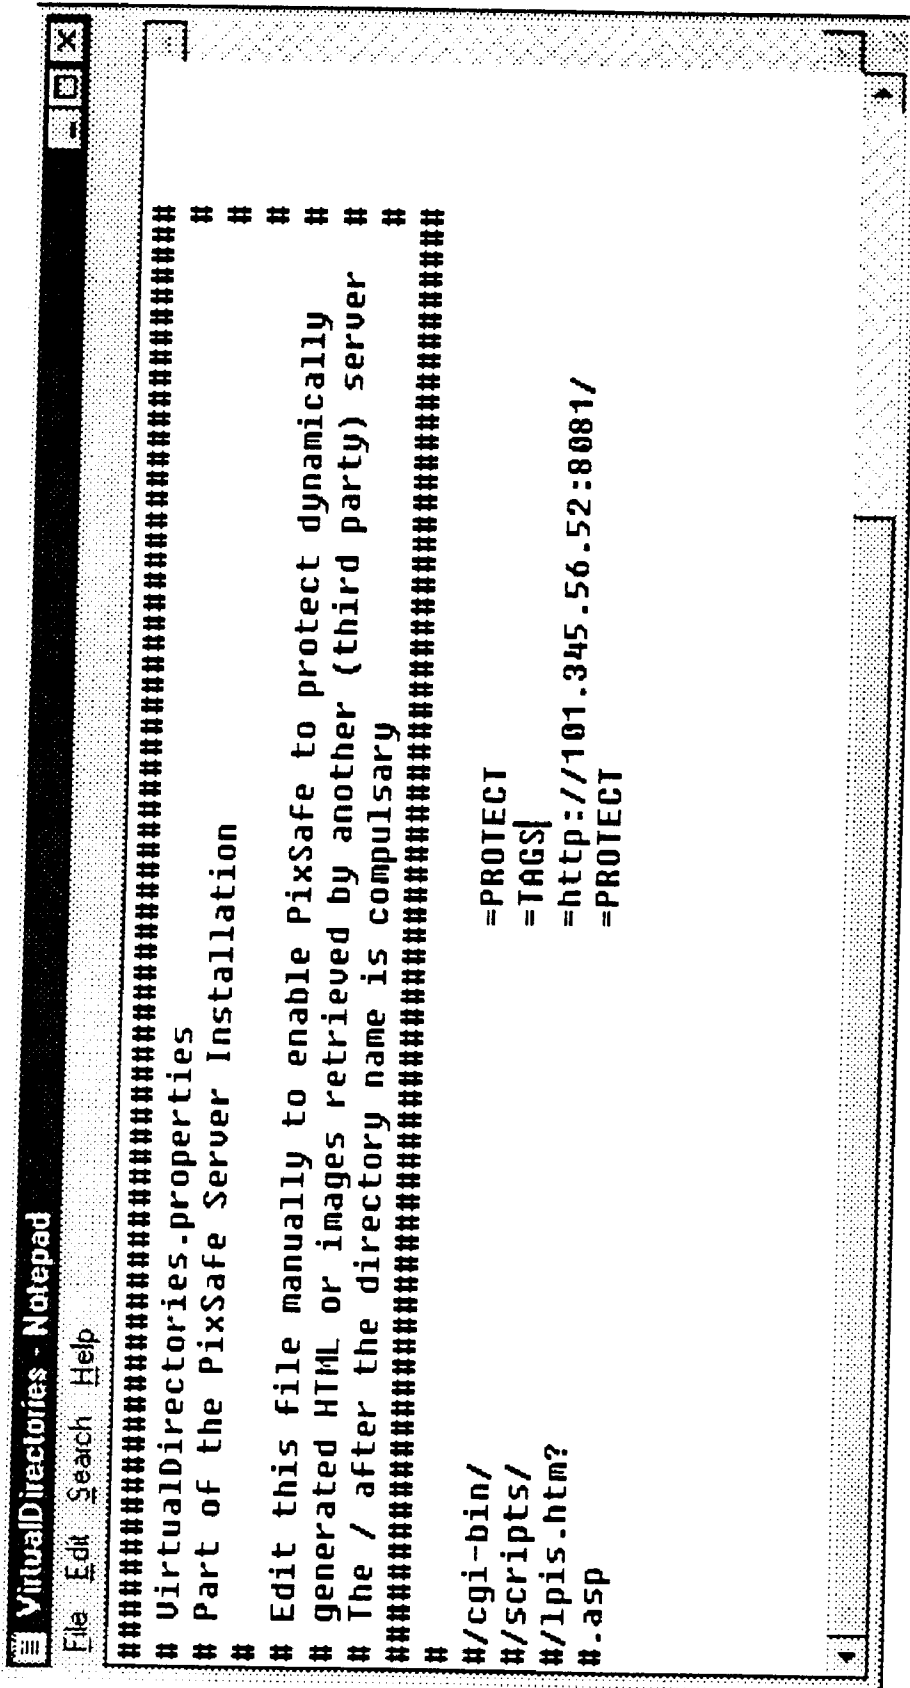 VirtualDirectories - Notepad
File Edit Search Help
##############################################################
# VirtualDirectories.properties #
# Part of the PixSafe Server Installation #
# #
# Edit this file manually to enable PixSafe to protect dynamically #
# generated HTML or images retrieved by another (third party) server #
# The / after the directory name is compulsary #
##############################################################
#
#/cgi-bin/ =PROTECT
#/scripts/ =TAGS
#/lpis.htm? =http://101.345.56.52:8081/
#.asp =PROTECT